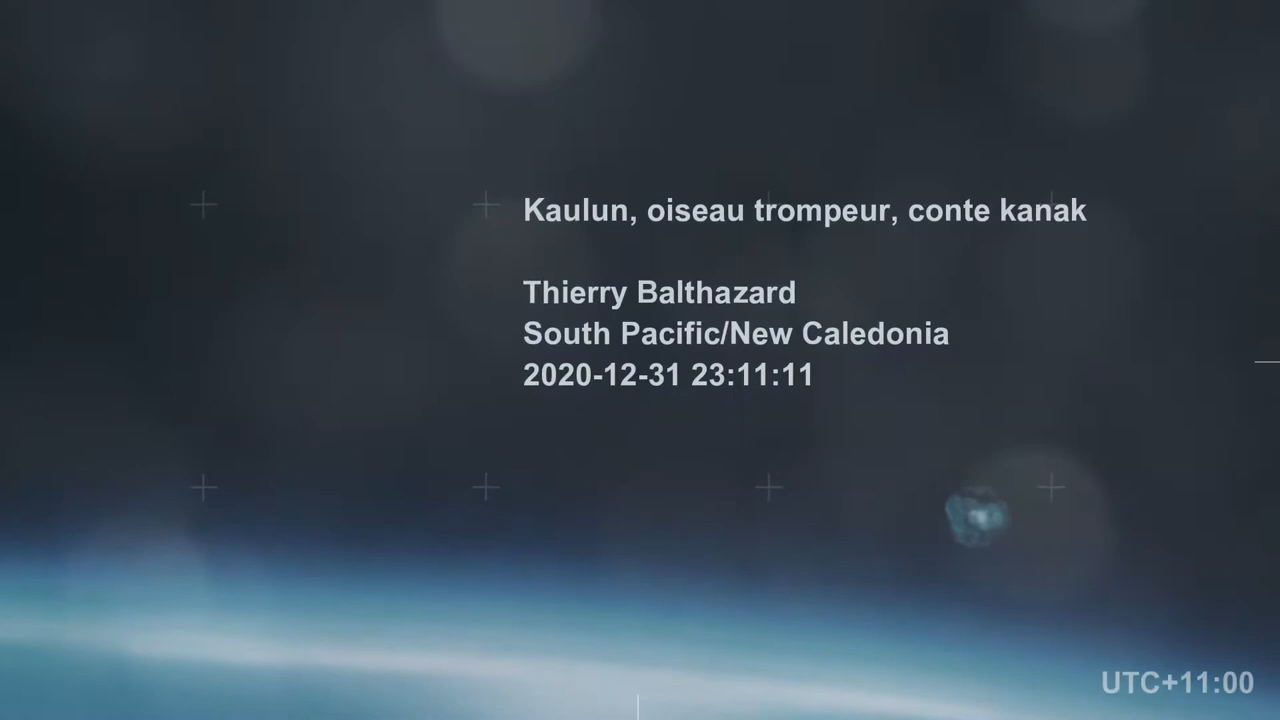 Kaulun, oiseau trompeur, conte kanak
Thierry Balthazard
South Pacific/New Caledonia
2020-12-31 23:11:11
UTC+11:00